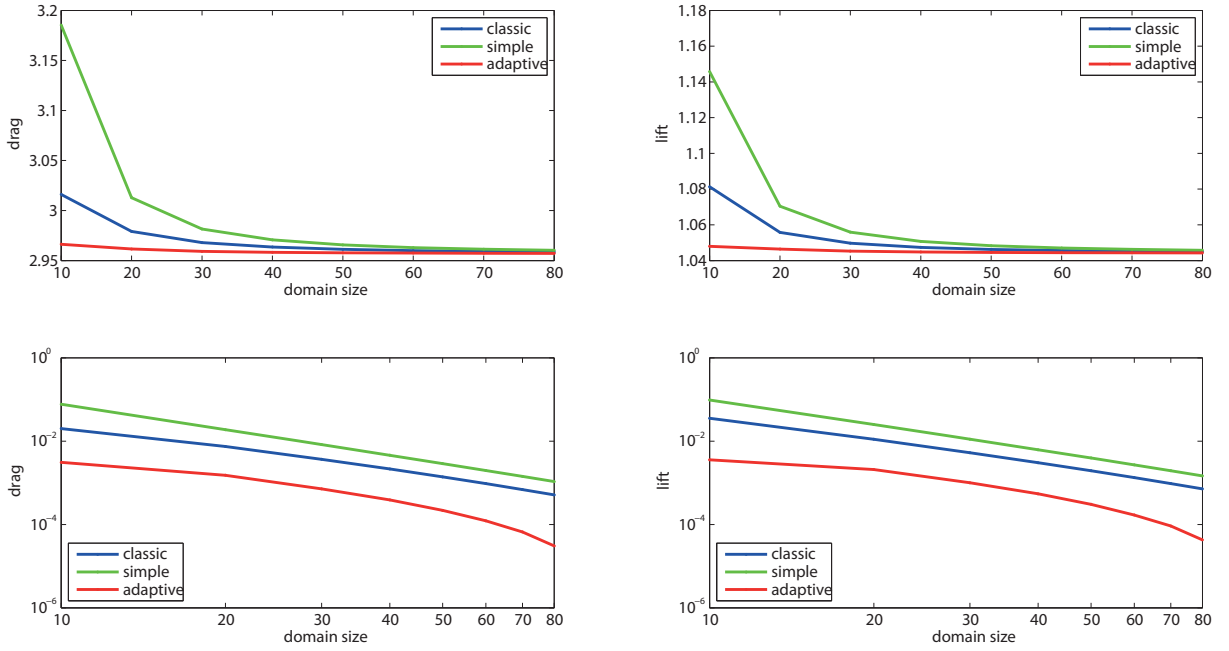 3.2
3.15
3.1
3.05
3
2.95
drag
10 20 30 40 50 60 70 80
domain size
classic
simple
adaptive
1.18
1.16
1.14
1.12
1.1
1.08
1.06
1.04
lift
10 20 30 40 50 60 70 80
domain size
classic
simple
adaptive
10⁰
10⁻²
10⁻⁴
10⁻⁶
drag
10 20 30 40 50 60 70 80
domain size
classic
simple
adaptive
10⁰
10⁻²
10⁻⁴
10⁻⁶
lift
10 20 30 40 50 60 70 80
domain size
classic
simple
adaptive